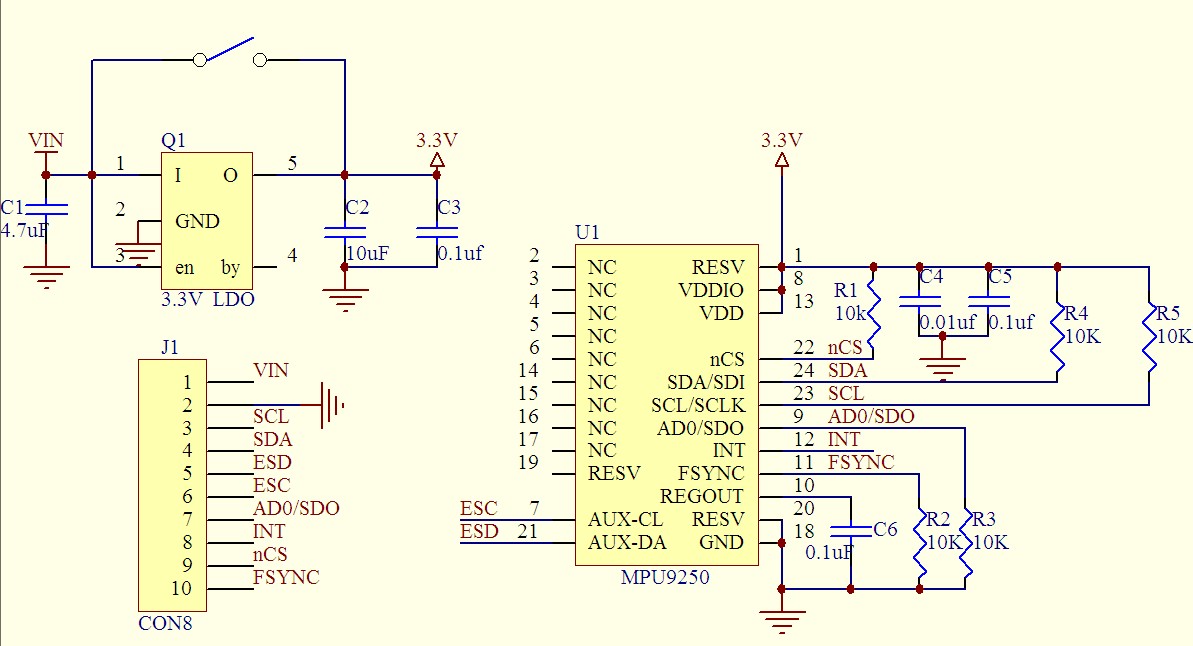 VIN
Q1
3.3V
3.3V
1
I
O
5
C1
4.7uF
2
GND
C2
10uF
C3
0.1uf
3
en
by
4
3.3V LDO
U1
2
NC
3
NC
4
NC
5
NC
6
NC
14
NC
15
NC
16
NC
17
NC
19
RESV
ESC
7
AUX-CL
ESD
21
AUX-DA
RESV
1
VDDIO
8
VDD
13
nCS
22
nCS
SDA/SDI
24
SDA
SCL/SCLK
23
SCL
AD0/SDO
9
AD0/SDO
INT
12
INT
FSYNC
11
FSYNC
REGOUT
10
RESV
20
GND
18
MPU9250
R1
10k
C4
0.01uf
C5
0.1uf
R4
10K
R5
10K
C6
0.1uF
R2
10K
R3
10K
J1
1
VIN
2
3
SCL
4
SDA
5
ESD
6
ESC
7
AD0/SDO
8
INT
9
nCS
10
FSYNC
CON8